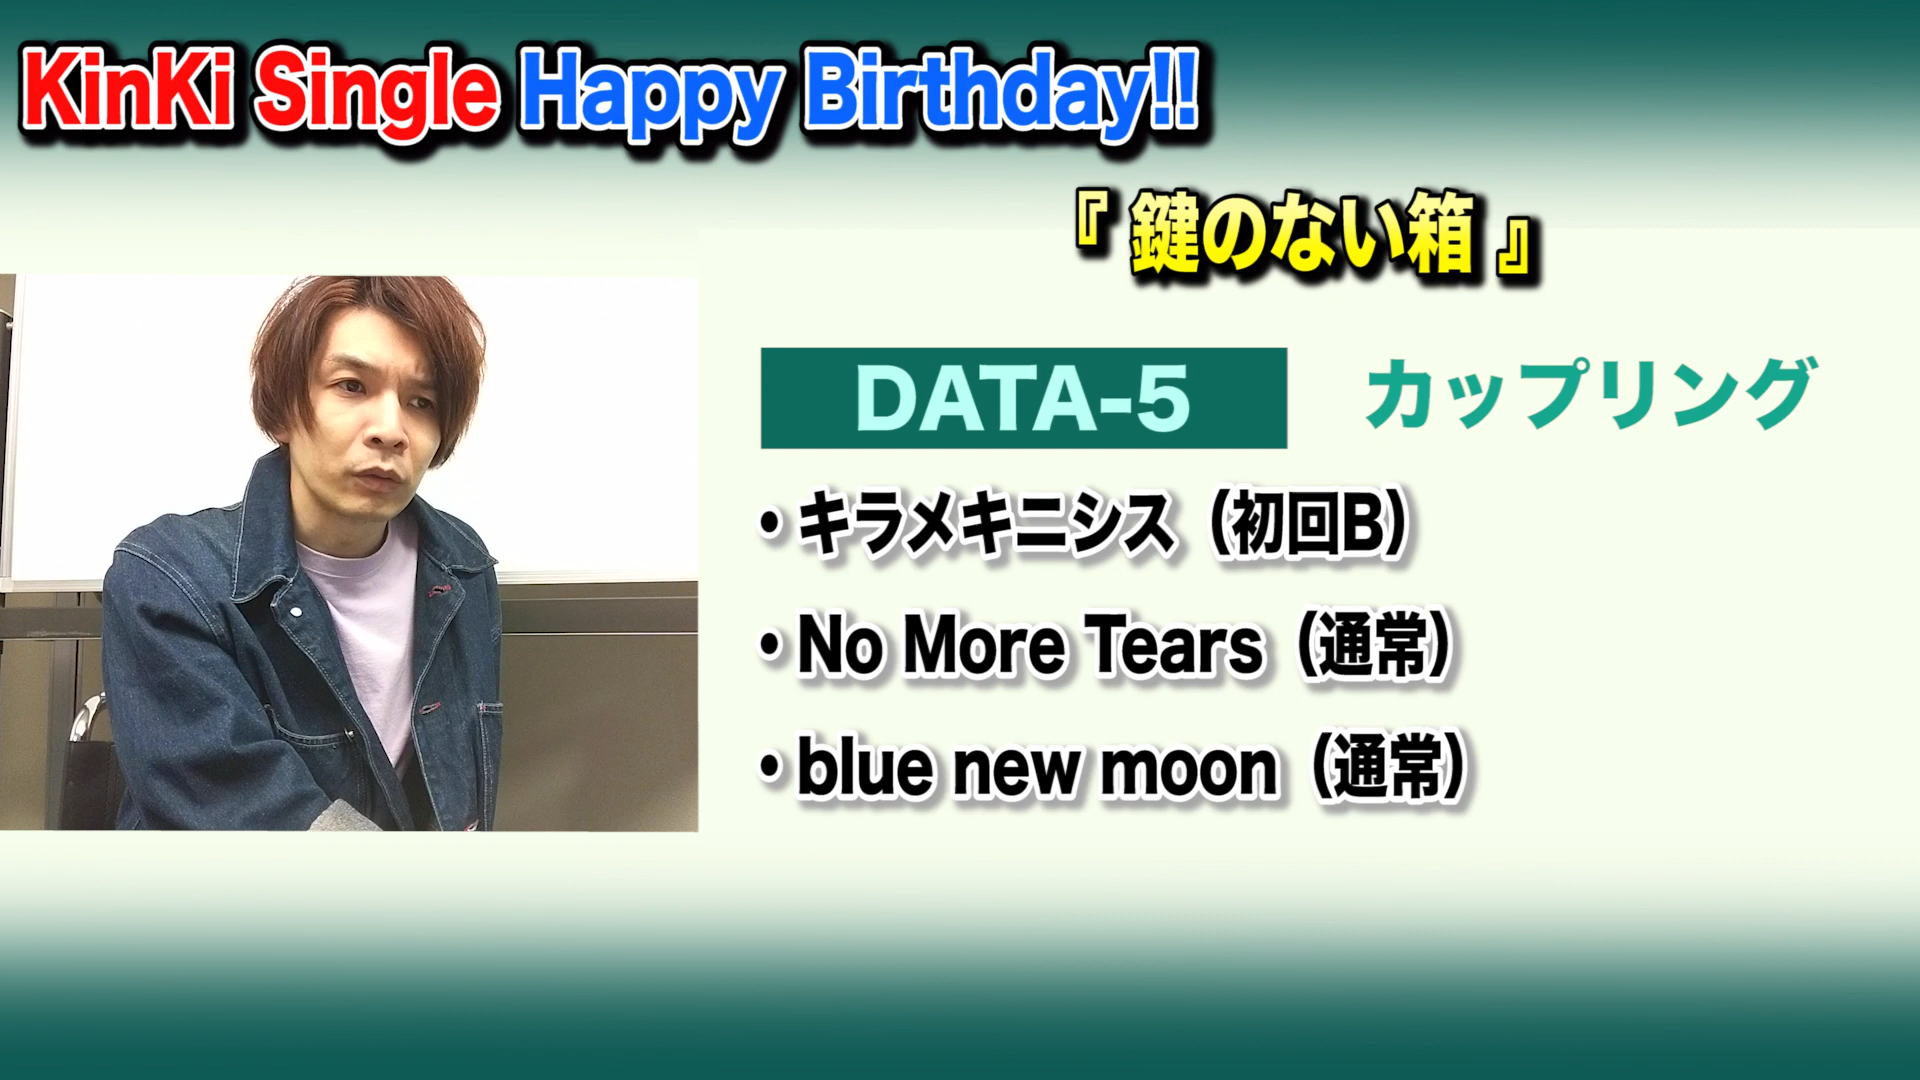 KinKi Single Happy Birthday!!
『 鍵のない箱 』
DATA-5 カップリング
・キラメキニシス（初回B）
・No More Tears（通常）
・blue new moon（通常）